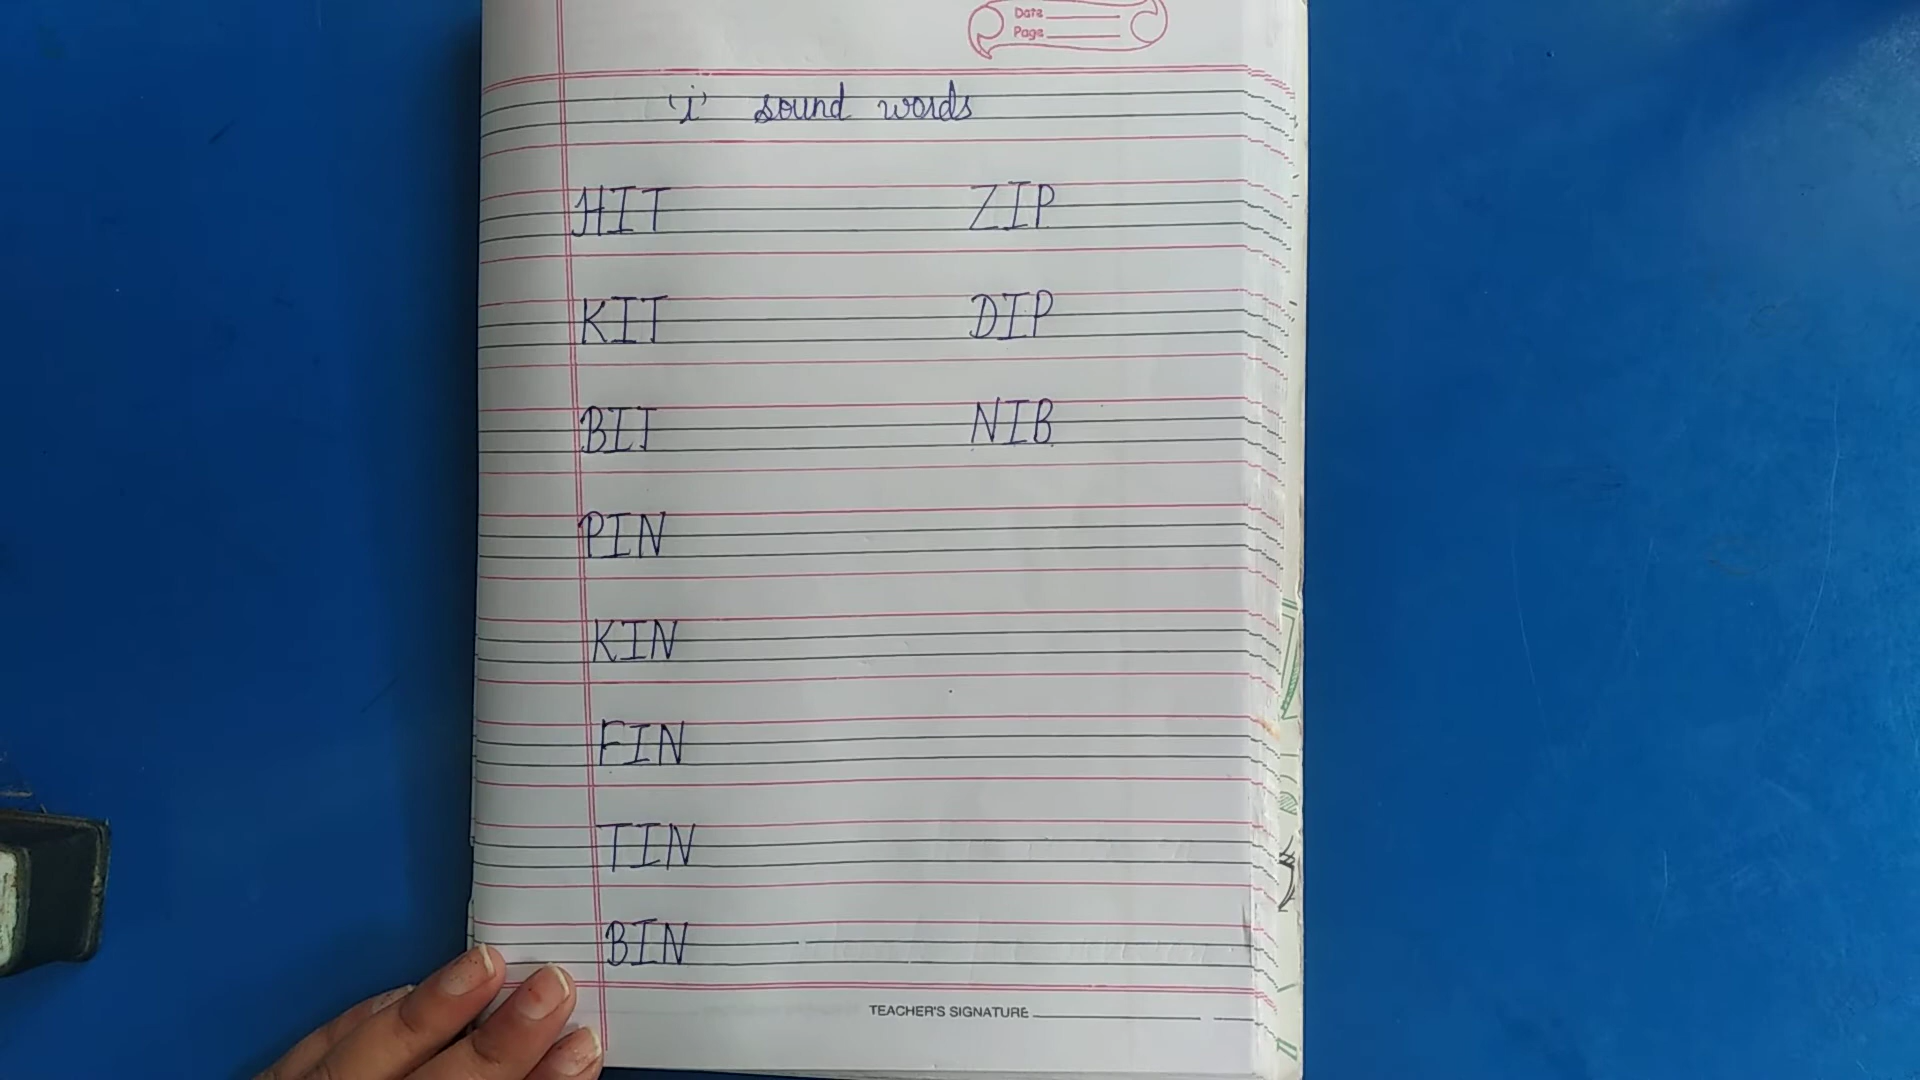 Date
Page
'i' sound words
HIT ZIP
KIT DIP
BIT NIB
PIN
KIN
FIN
TIN
BIN
TEACHER'S SIGNATURE